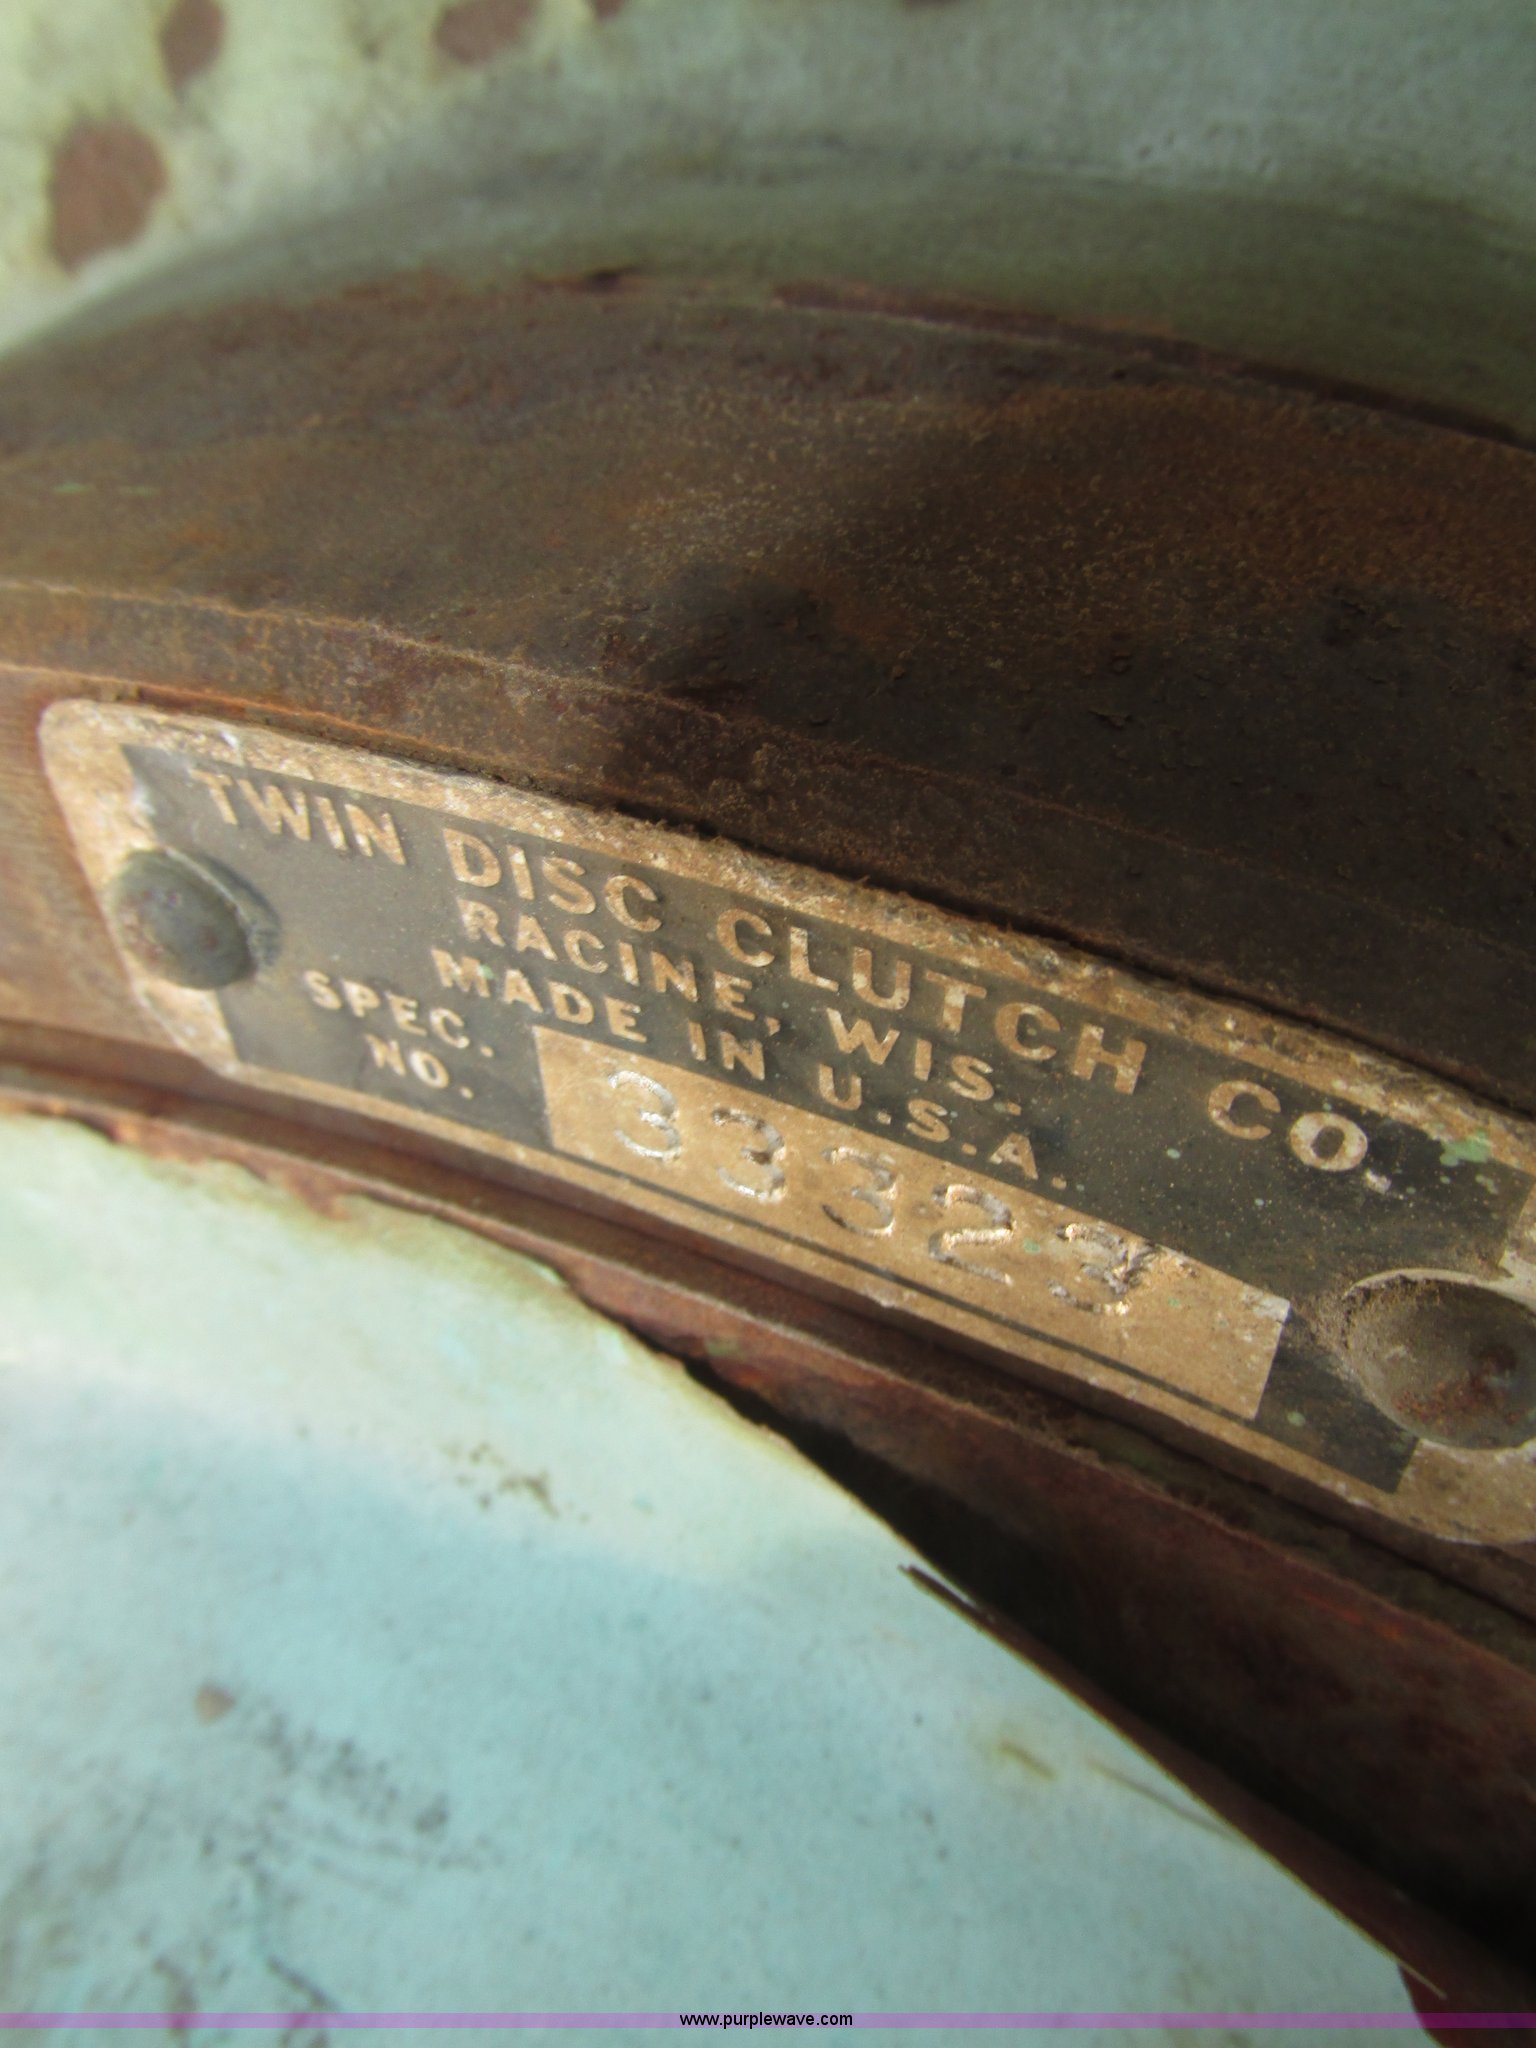 TWIN DISC CLUTCH CO.
RACINE, WIS.
MADE IN U.S.A.
SPEC.
NO.
33323
www.purplewave.com